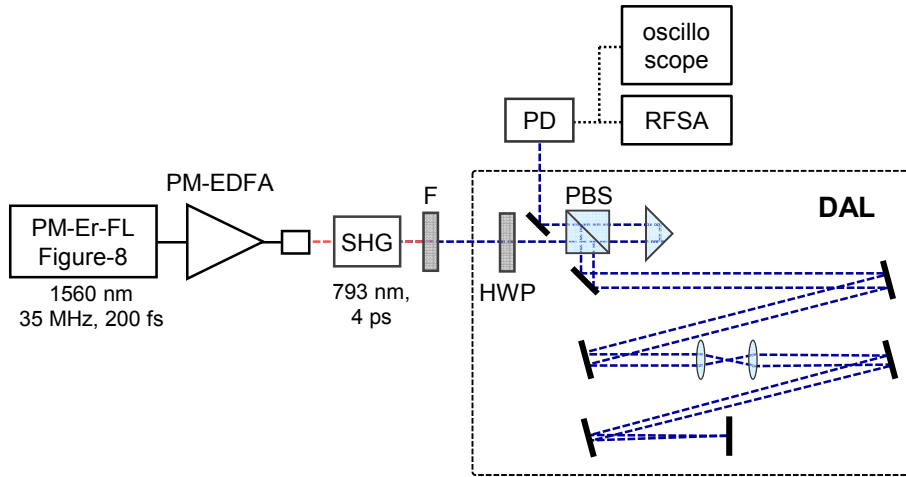 oscillo
scope
PD
RFSA
PM-EDFA
F
PBS
DAL
PM-Er-FL
Figure-8
SHG
HWP
1560 nm
35 MHz, 200 fs
793 nm,
4 ps